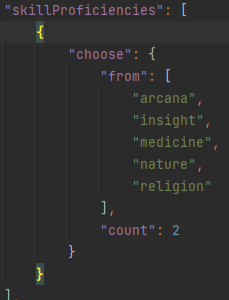 "skillProficiencies": [
{
"choose": {
"from": [
"arcana",
"insight",
"medicine",
"nature",
"religion"
],
"count": 2
}
}
],